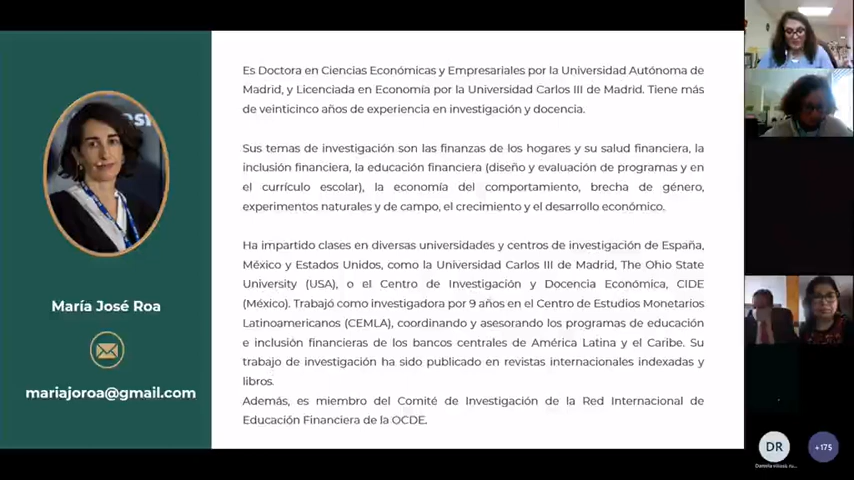 Es Doctora en Ciencias Económicas y Empresariales por la Universidad Autónoma de
Madrid, y Licenciada en Economía por la Universidad Carlos III de Madrid. Tiene más
de veinticinco años de experiencia en investigación y docencia.
Sus temas de investigación son las finanzas de los hogares y su salud financiera, la
inclusión financiera, la educación financiera (diseño y evaluación de programas y en
el currículo escolar), la economía del comportamiento, brecha de género,
experimentos naturales y de campo, el crecimiento y el desarrollo económico.
Ha impartido clases en diversas universidades y centros de investigación de España,
México y Estados Unidos, como la Universidad Carlos III de Madrid, The Ohio State
University (USA), o el Centro de Investigación y Docencia Económica, CIDE
(México). Trabajó como investigadora por 9 años en el Centro de Estudios Monetarios
Latinoamericanos (CEMLA), coordinando y asesorando los programas de educación
e inclusión financieras de los bancos centrales de América Latina y el Caribe. Su
trabajo de investigación ha sido publicado en revistas internacionales indexadas y
libros.
Además, es miembro del Comité de Investigación de la Red Internacional de
Educación Financiera de la OCDE.
María José Roa
mariajoroa@gmail.com
DR
+175